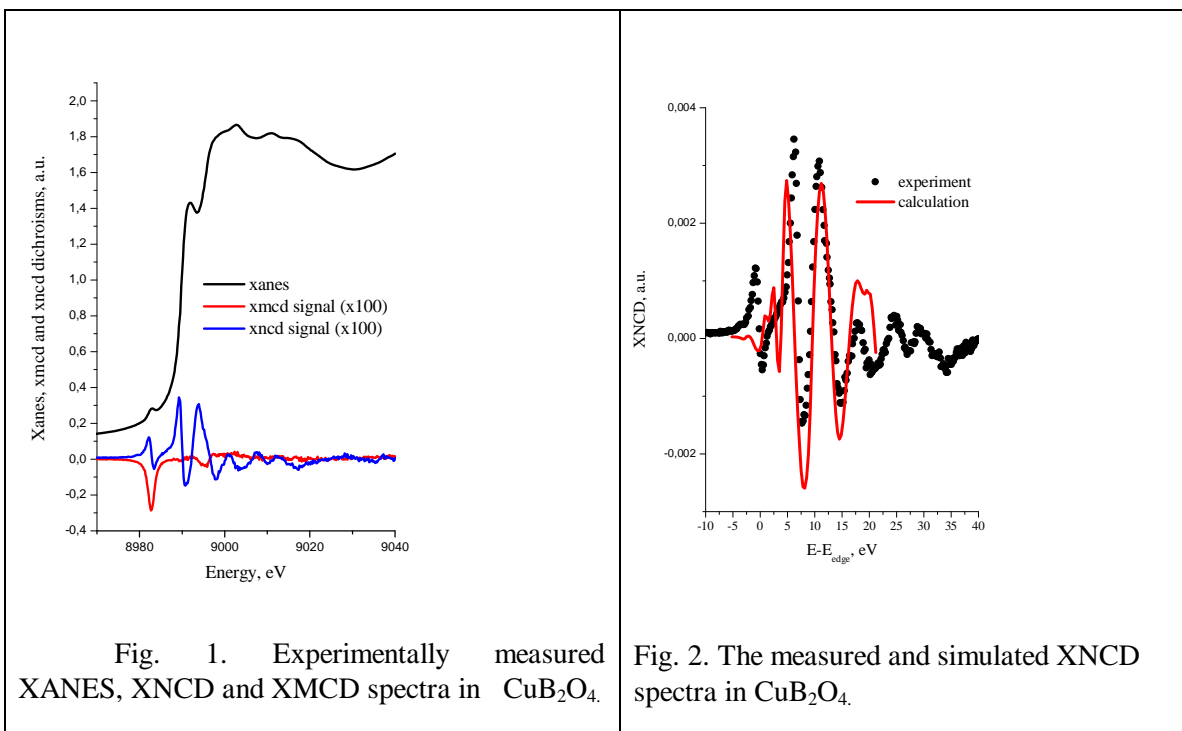 2,0
1,8
1,6
1,4
1,2
1,0
0,8
0,6
0,4
0,2
0,0
-0,2
-0,4
Xanes, xmcd and xncd dichroisms, a.u.
xanes
xmcd signal (x100)
xncd signal (x100)
8980 9000 9020 9040
Energy, eV
Fig. 1. Experimentally measured
XANES, XNCD and XMCD spectra in CuB2O4.
0,004
0,002
0,000
-0,002
XNCD, a.u.
experiment
calculation
-10 -5 0 5 10 15 20 25 30 35 40
E-Eedge, eV
Fig. 2. The measured and simulated XNCD
spectra in CuB2O4.